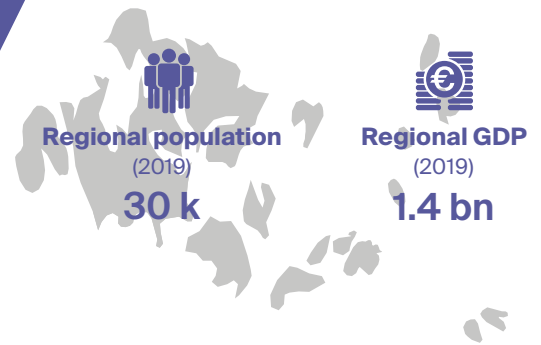 Regional population
(2019)
30 k
€
Regional GDP
(2019)
1.4 bn